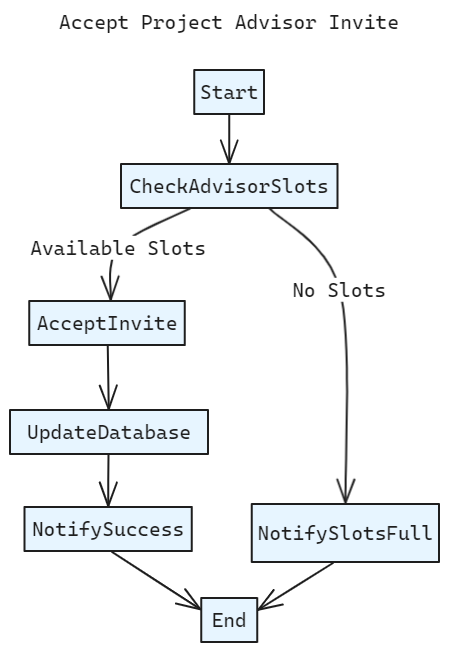 Accept Project Advisor Invite
Start
CheckAdvisorSlots
Available Slots
No Slots
AcceptInvite
UpdateDatabase
NotifySuccess
NotifySlotsFull
End